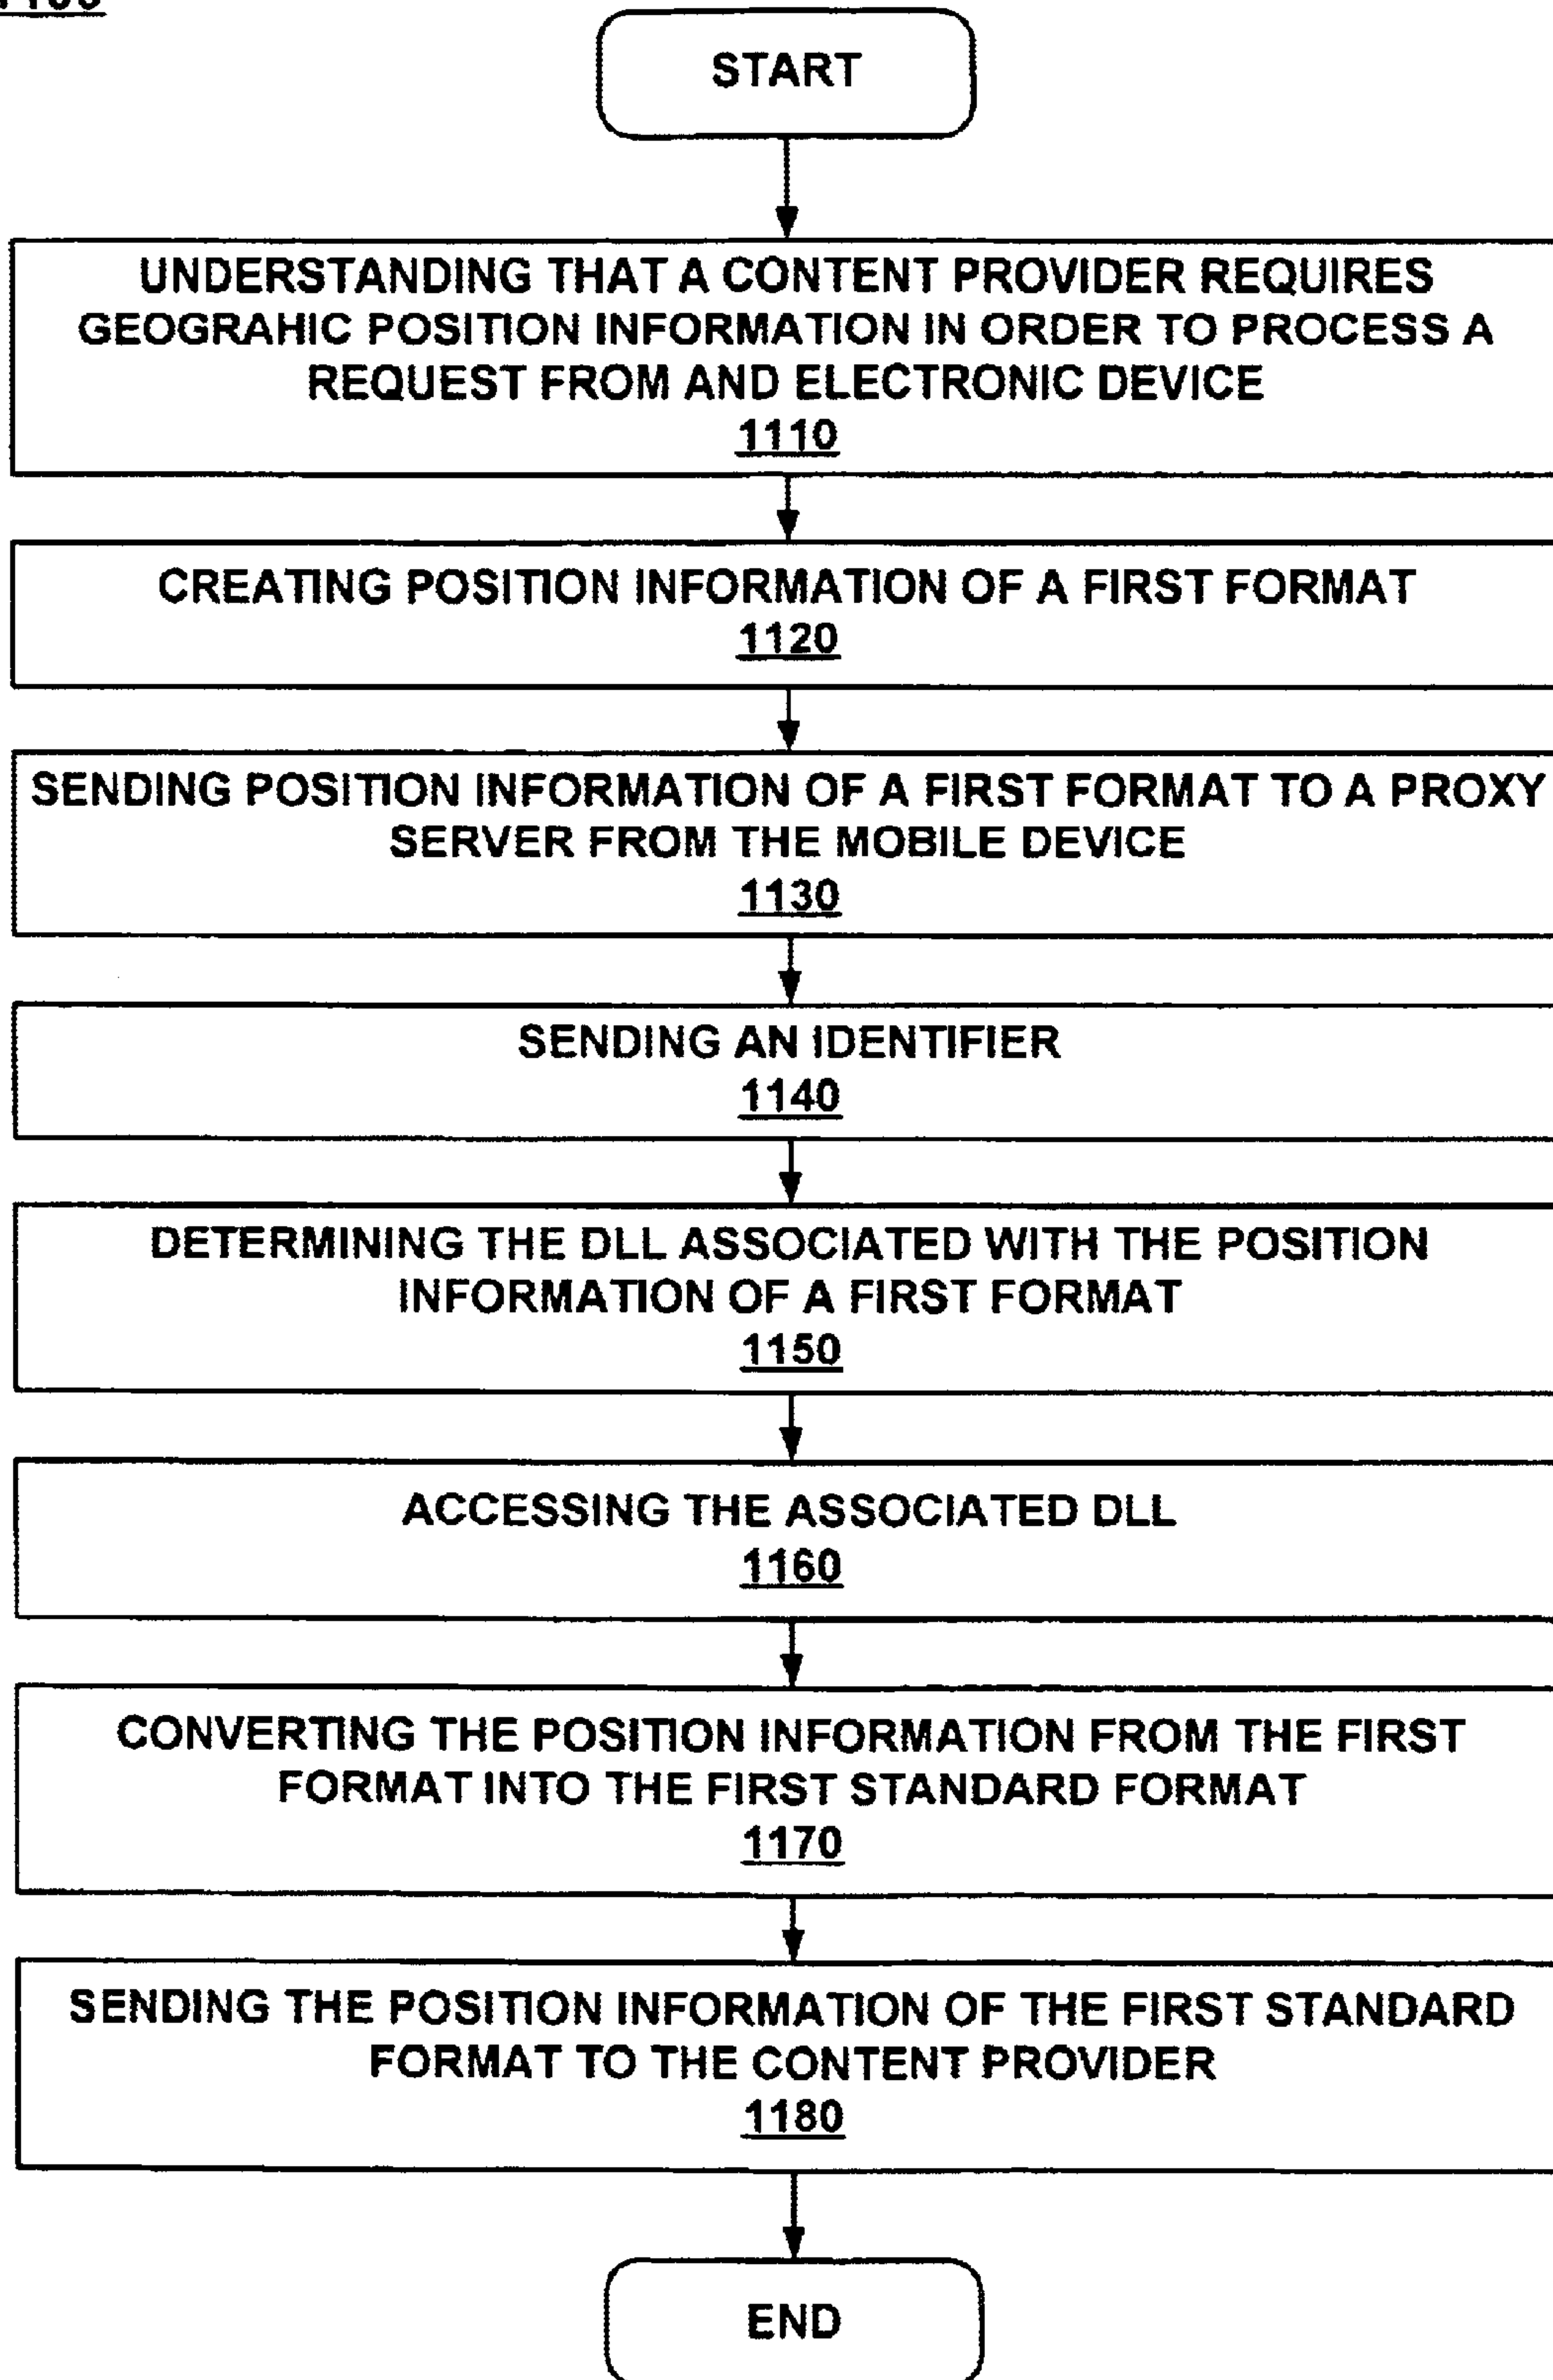 START
UNDERSTANDING THAT A CONTENT PROVIDER REQUIRES
GEOGRAHIC POSITION INFORMATION IN ORDER TO PROCESS A
REQUEST FROM AND ELECTRONIC DEVICE
1110
CREATING POSITION INFORMATION OF A FIRST FORMAT
1120
SENDING POSITION INFORMATION OF A FIRST FORMAT TO A PROXY
SERVER FROM THE MOBILE DEVICE
1130
SENDING AN IDENTIFIER
1140
DETERMINING THE DLL ASSOCIATED WITH THE POSITION
INFORMATION OF A FIRST FORMAT
1150
ACCESSING THE ASSOCIATED DLL
1160
CONVERTING THE POSITION INFORMATION FROM THE FIRST
FORMAT INTO THE FIRST STANDARD FORMAT
1170
SENDING THE POSITION INFORMATION OF THE FIRST STANDARD
FORMAT TO THE CONTENT PROVIDER
1180
END